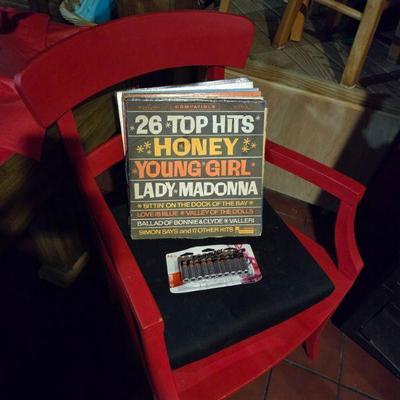 COMPATIBLE
26 TOP HITS
HONEY
YOUNG GIRL
LADY MADONNA
SITTIN' ON THE DOCK OF THE BAY
LOVE IS BLUE • VALLEY OF THE DOLLS
BALLAD OF BONNIE & CLYDE • VALLERI
SIMON SAYS and 17 OTHER HITS